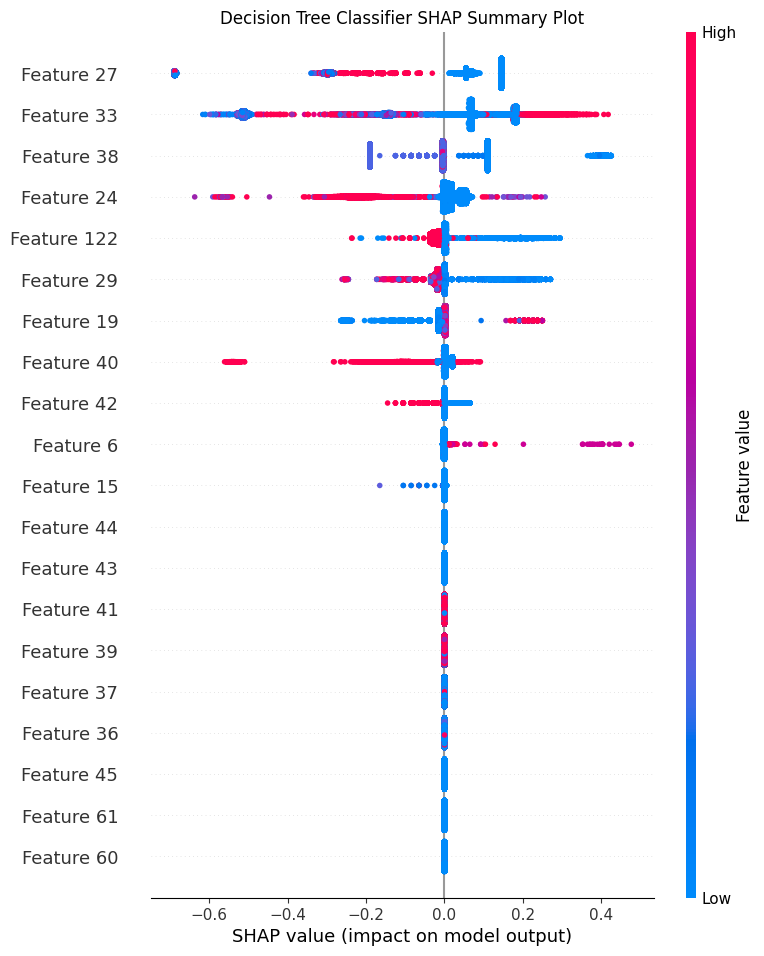 Decision Tree Classifier SHAP Summary Plot
High
Feature 27
Feature 33
Feature 38
Feature 24
Feature 122
Feature 29
Feature 19
Feature 40
Feature 42
Feature 6
Feature 15
Feature 44
Feature 43
Feature 41
Feature 39
Feature 37
Feature 36
Feature 45
Feature 61
Feature 60
Feature value
Low
−0.6 −0.4 −0.2 0.0 0.2 0.4
SHAP value (impact on model output)